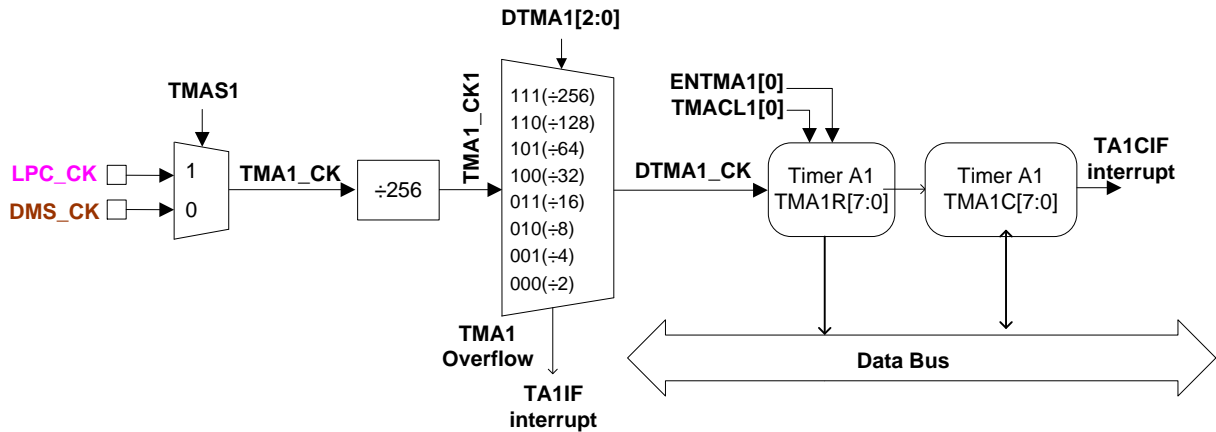 DTMA1[2:0]
TMAS1
LPC_CK
DMS_CK
1
0
TMA1_CK
÷256
TMA1_CK1
111(÷256)
110(÷128)
101(÷64)
100(÷32)
011(÷16)
010(÷8)
001(÷4)
000(÷2)
TMA1
Overflow
TA1IF
interrupt
DTMA1_CK
ENTMA1[0]
TMACL1[0]
Timer A1
TMA1R[7:0]
Timer A1
TMA1C[7:0]
TA1CIF
interrupt
Data Bus